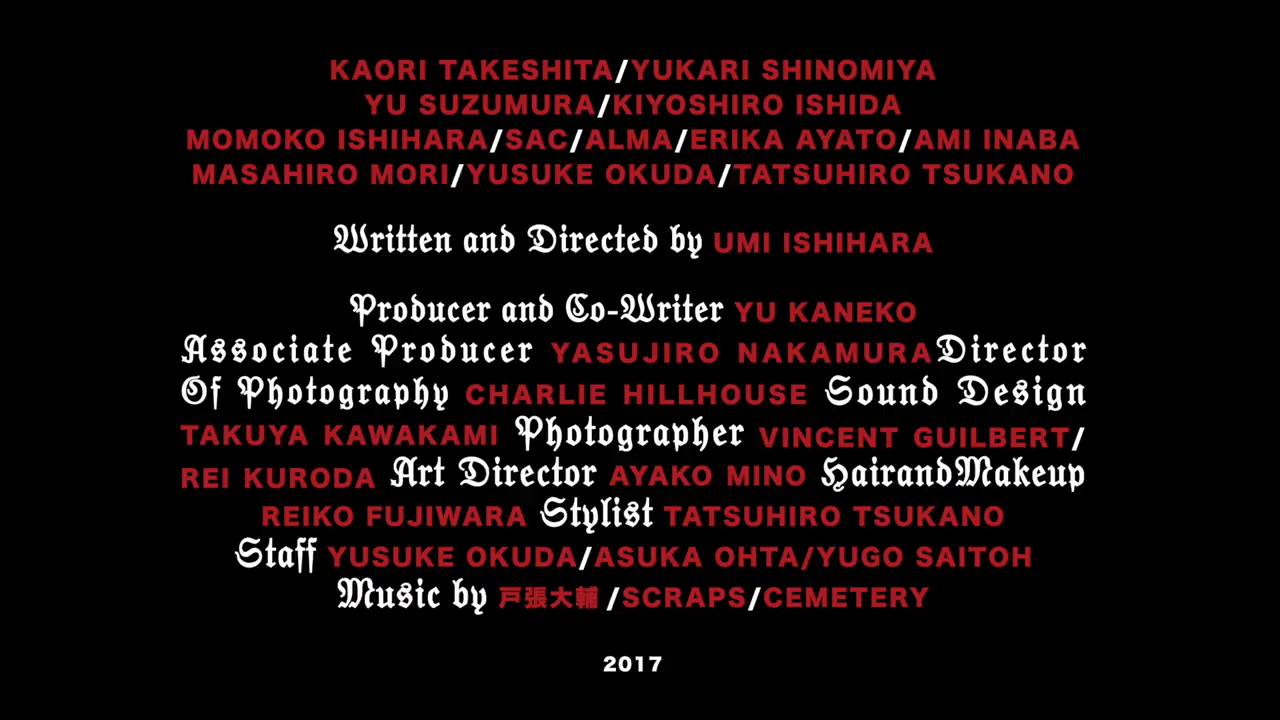 KAORI TAKESHITA/YUKARI SHINOMIYA
YU SUZUMURA/KIYOSHIRO ISHIDA
MOMOKO ISHIHARA/SAC/ALMA/ERIKA AYATO/AMI INABA
MASAHIRO MORI/YUSUKE OKUDA/TATSUHIRO TSUKANO
Written and Directed by UMI ISHIHARA
Producer and Co-Writer YU KANEKO
Associate Producer YASUJIRO NAKAMURA Director
Of Photography CHARLIE HILLHOUSE Sound Design
TAKUYA KAWAKAMI Photographer VINCENT GUILBERT/
REI KURODA Art Director AYAKO MINO HairandMakeup
REIKO FUJIWARA Stylist TATSUHIRO TSUKANO
Staff YUSUKE OKUDA/ASUKA OHTA/YUGO SAITOH
Music by 戸張大輔 /SCRAPS/CEMETERY
2017